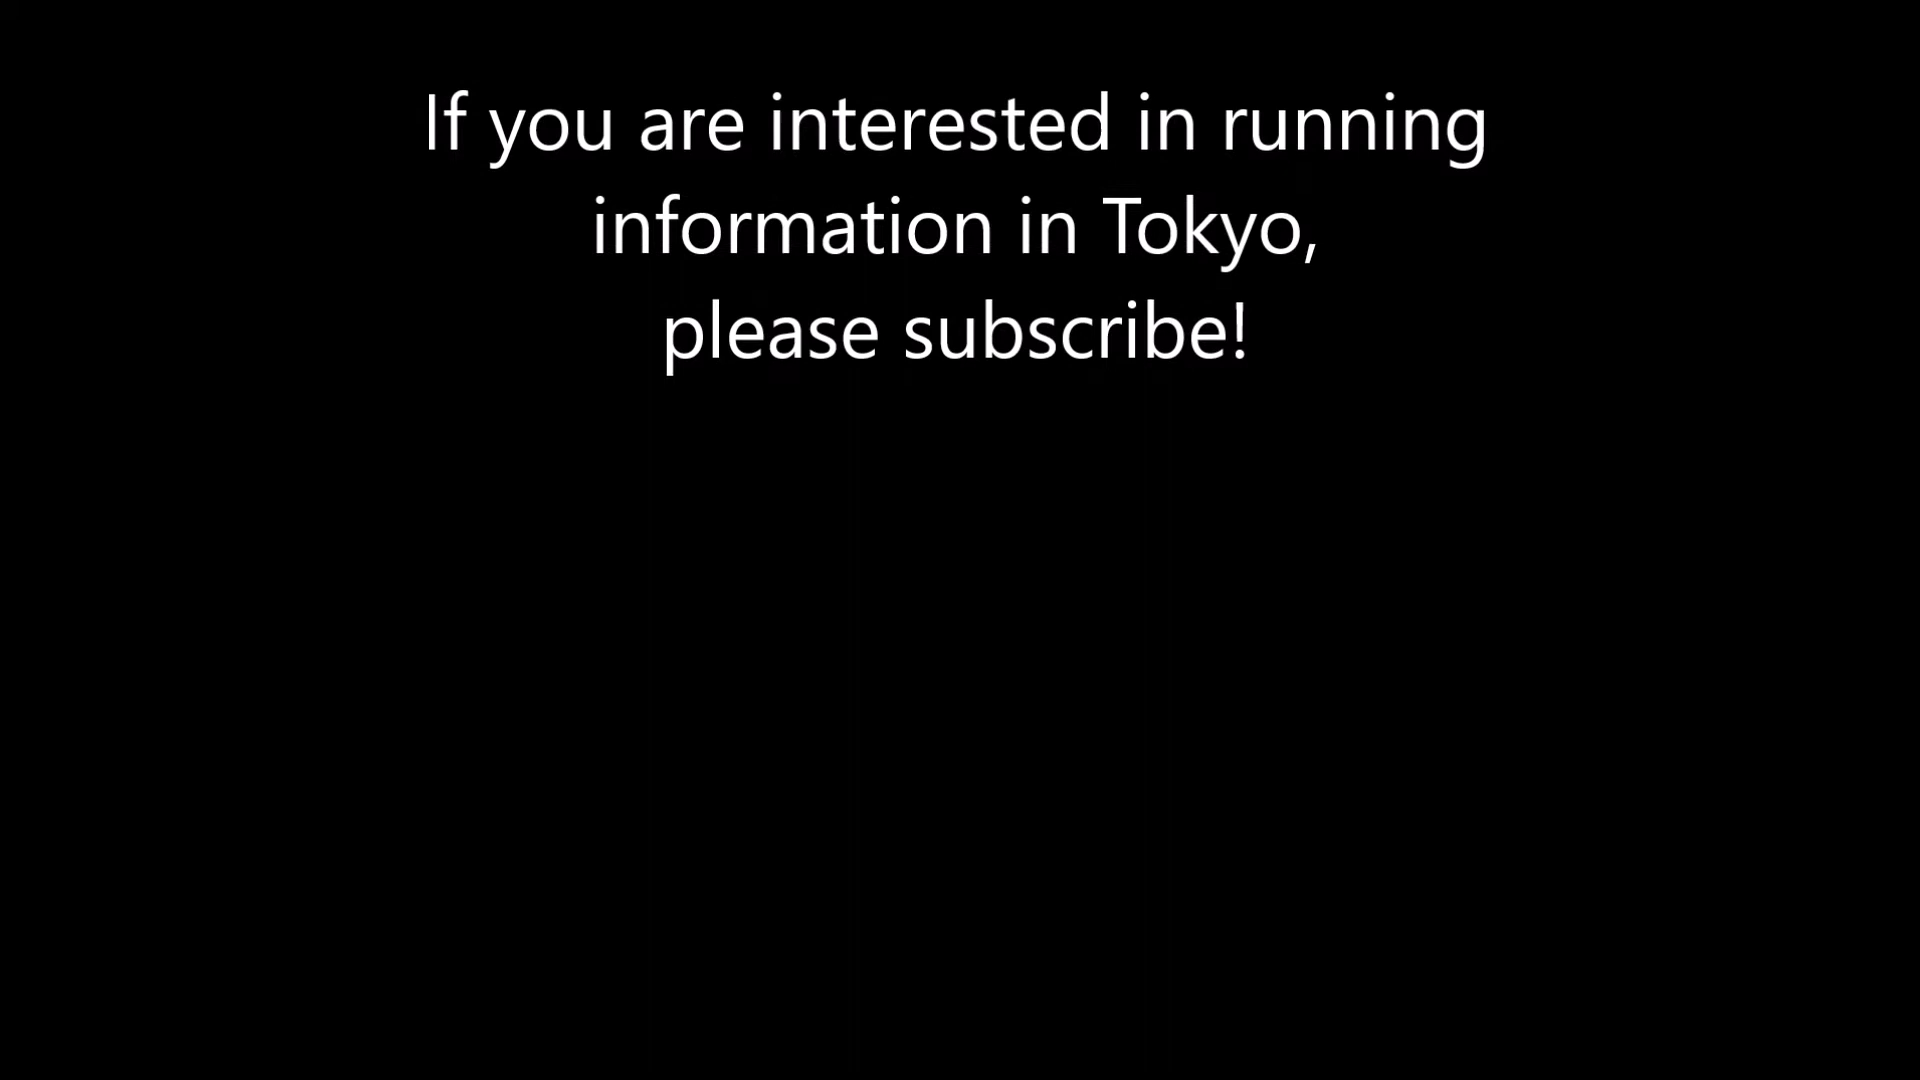 If you are interested in running
information in Tokyo,
please subscribe!